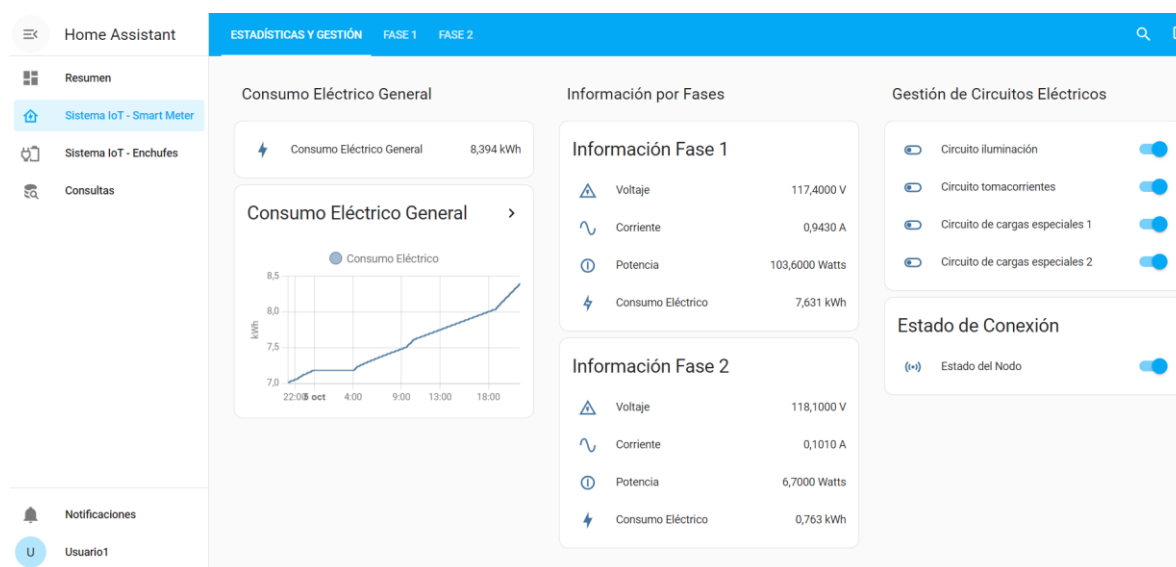 Home Assistant
Resumen
Sistema IoT - Smart Meter
Sistema IoT - Enchufes
Consultas
Notificaciones
U
Usuario1
ESTADÍSTICAS Y GESTIÓN FASE 1 FASE 2
Consumo Eléctrico General
Consumo Eléctrico General 8,394 kWh
Consumo Eléctrico General
Consumo Eléctrico
kWh
8,5
8,0
7,5
7,0
22:00 oct 4:00 9:00 13:00 18:00
Información por Fases
Información Fase 1
Voltaje 117,4000 V
Corriente 0,9430 A
Potencia 103,6000 Watts
Consumo Eléctrico 7,631 kWh
Información Fase 2
Voltaje 118,1000 V
Corriente 0,1010 A
Potencia 6,7000 Watts
Consumo Eléctrico 0,763 kWh
Gestión de Circuitos Eléctricos
Circuito iluminación
Circuito tomacorrientes
Circuito de cargas especiales 1
Circuito de cargas especiales 2
Estado de Conexión
Estado del Nodo